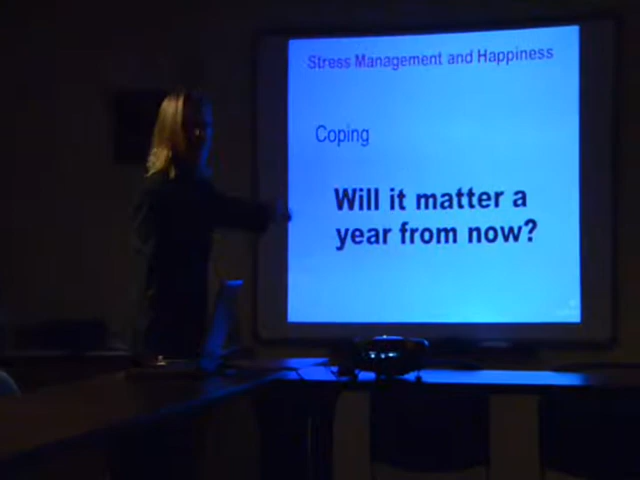 Stress Management and Happiness
Coping
Will it matter a
year from now?